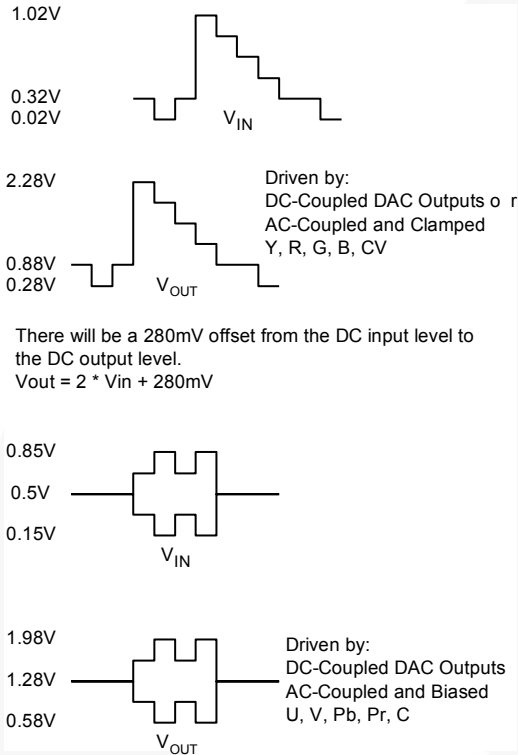 1.02V
0.32V
0.02V
VIN
2.28V
0.88V
0.28V
VOUT
Driven by:
DC-Coupled DAC Outputs o r
AC-Coupled and Clamped
Y, R, G, B, CV
There will be a 280mV offset from the DC input level to
the DC output level.
Vout = 2 * Vin + 280mV
0.85V
0.5V
0.15V
VIN
1.98V
1.28V
0.58V
VOUT
Driven by:
DC-Coupled DAC Outputs
AC-Coupled and Biased
U, V, Pb, Pr, C